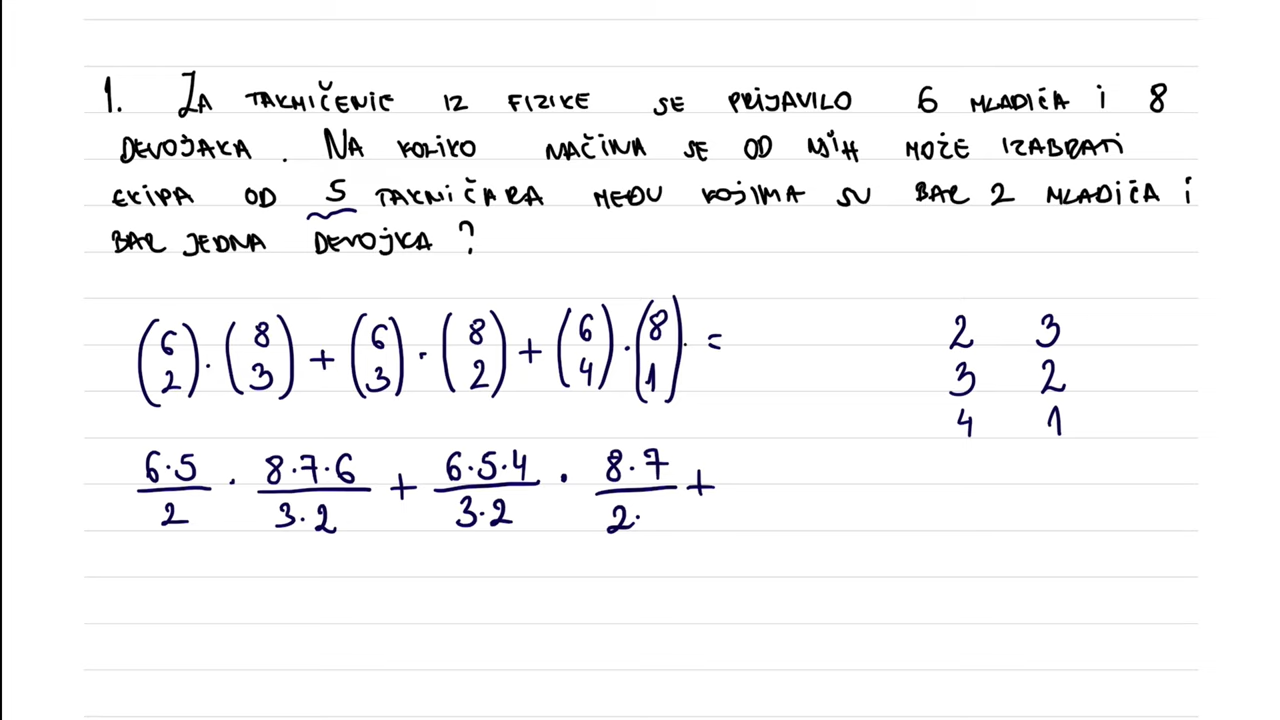 1. ZA TAKMIČENJE IZ FIZIKE SE PRIJAVILO 6 MLADIĆA I 8
DEVOJAKA. NA KOLIKO NAČINA SE OD NJIH MOŽE IZABRATI
EKIPA OD 5 TAKMIČARA MEĐU KOJIMA SU BAR 2 MLADIĆA I
BAR JEDNA DEVOJKA?
(6 2)·(8 3)+(6 3)·(8 2)+(6 4)·(8 1)·=
2 3
3 2
4 1
6·5/2 · 8·7·6/3·2 + 6·5·4/3·2 · 8·7/2· +